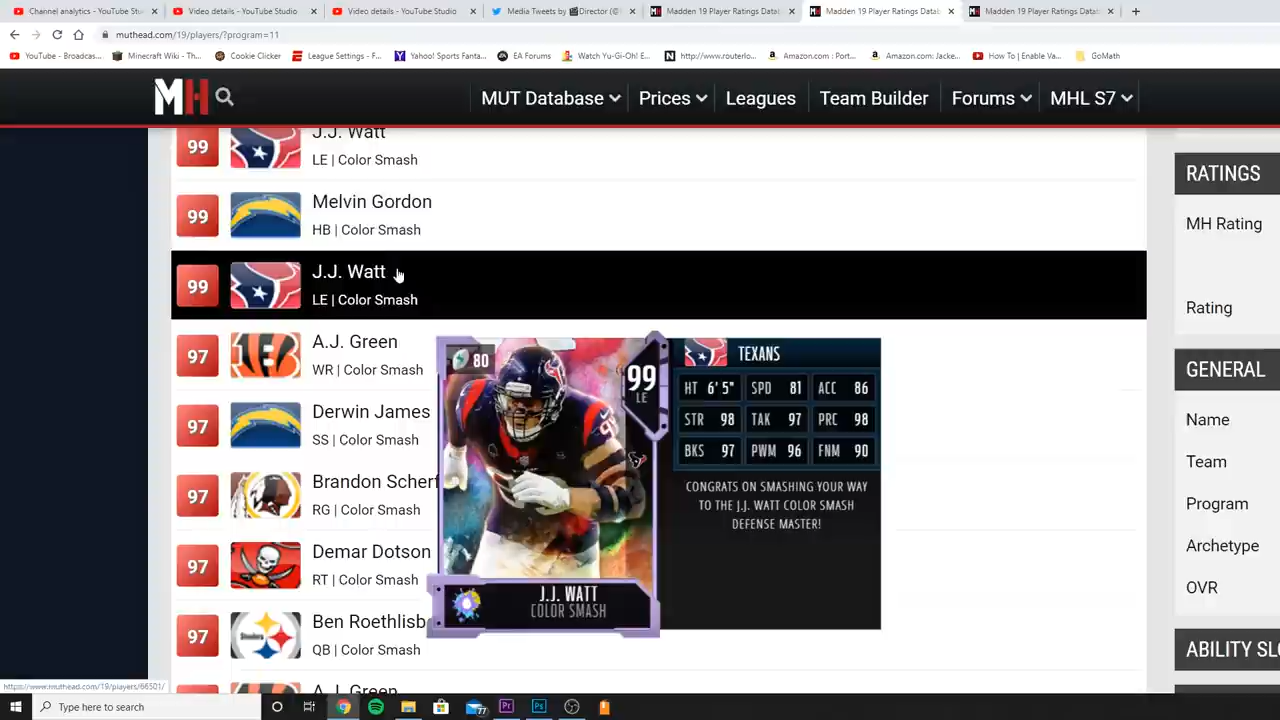 Channel analytics - YouTube Studio
Video details - YouTube Studio
Video details - YouTube Studio
Media Tweets by Director (@
Madden 19 Player Ratings Datab
Madden 19 Player Ratings Datab
Madden 19 Player Ratings Datab
muthead.com/19/players/?program=11
YouTube - Broadcas...
Minecraft Wiki - Th...
Cookie Clicker
League Settings - F...
Yahoo! Sports Fanta...
EA Forums
Watch Yu-Gi-Oh! E...
http://www.routerlo...
Amazon.com : Port...
Amazon.com: Jacke...
How To | Enable Va...
GoMath
MH
MUT Database
Prices
Leagues
Team Builder
Forums
MHL S7
99
J.J. Watt
LE | Color Smash
99
Melvin Gordon
HB | Color Smash
99
J.J. Watt
LE | Color Smash
97
A.J. Green
WR | Color Smash
97
Derwin James
SS | Color Smash
97
Brandon Scherf
RG | Color Smash
97
Demar Dotson
RT | Color Smash
97
Ben Roethlisb
QB | Color Smash
A.J. Green
80
99
LE
J.J. WATT
COLOR SMASH
TEXANS
HT 6' 5" SPD 81 ACC 86
STR 98 TAK 97 PRC 98
BKS 97 PWM 96 FNM 90
CONGRATS ON SMASHING YOUR WAY
TO THE J.J. WATT COLOR SMASH
DEFENSE MASTER!
RATINGS
MH Rating
Rating
GENERAL
Name
Team
Program
Archetype
OVR
ABILITY SL
https://www.muthead.com/19/players/66501/
Type here to search
77
Pr
Ps